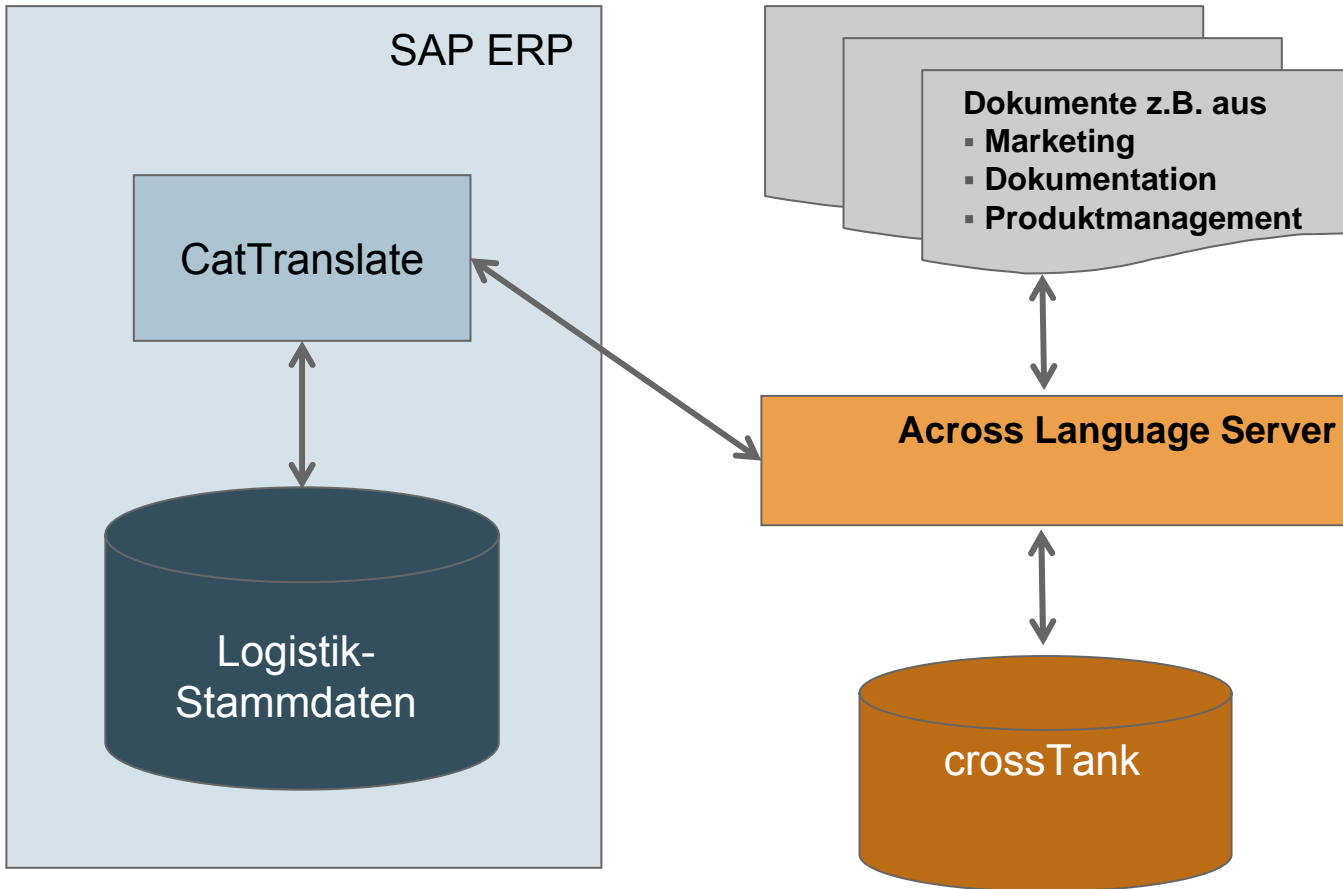 SAP ERP
CatTranslate
Logistik-
Stammdaten
Dokumente z.B. aus
▪ Marketing
▪ Dokumentation
▪ Produktmanagement
Across Language Server
crossTank